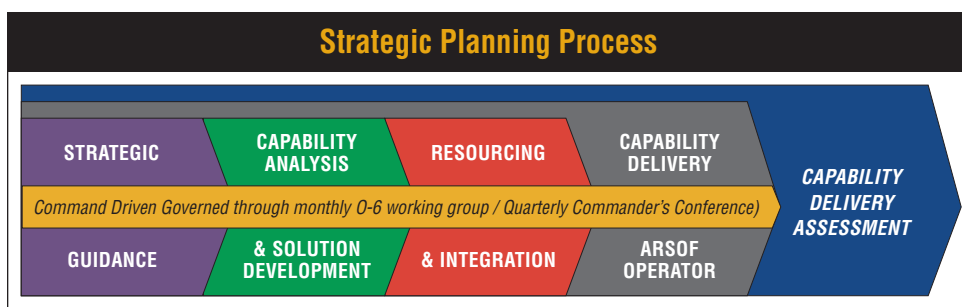 Strategic Planning Process
STRATEGIC
CAPABILITY
ANALYSIS
RESOURCING
CAPABILITY
DELIVERY
Command Driven Governed through monthly O-6 working group / Quarterly Commander's Conference)
GUIDANCE
& SOLUTION
DEVELOPMENT
& INTEGRATION
ARSOF
OPERATOR
CAPABILITY
DELIVERY
ASSESSMENT